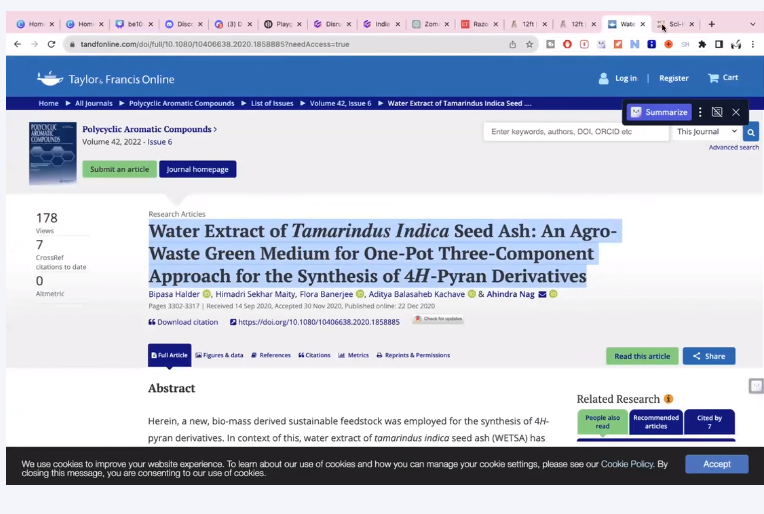 Hom
Hom
be10
Disco
(3) D
Play
Disru
India
Zom
Razo
12ft
12ft
Wate
Sci-H
tandfonline.com/doi/full/10.1080/10406638.2020.1858885?needAccess=true
Taylor & Francis Online
Log in | Register Cart
Home All Journals Polycyclic Aromatic Compounds List of Issues Volume 42, Issue 6 Water Extract of Tamarindus Indica Seed ....
Summarize
POLYCYCLIC
AROMATIC
COMPOUNDS
Polycyclic Aromatic Compounds >
Volume 42, 2022 - Issue 6
Enter keywords, authors, DOI, ORCID etc
This Journal
Advanced search
Submit an article
Journal homepage
178
Views
7
CrossRef
citations to date
0
Altmetric
Research Articles
Water Extract of Tamarindus Indica Seed Ash: An Agro-
Waste Green Medium for One-Pot Three-Component
Approach for the Synthesis of 4H-Pyran Derivatives
Bipasa Halder, Himadri Sekhar Maity, Flora Banerjee, Aditya Balasaheb Kachave & Ahindra Nag
Pages 3302-3317 | Received 14 Sep 2020, Accepted 30 Nov 2020, Published online: 22 Dec 2020
Download citation https://doi.org/10.1080/10406638.2020.1858885 Check for updates
Full Article Figures & data References Citations Metrics Reprints & Permissions
Read this article
Share
Abstract
Herein, a new, bio-mass derived sustainable feedstock was employed for the synthesis of 4H-
pyran derivatives. In context of this, water extract of tamarindus indica seed ash (WETSA) has
Related Research
People also
read
Recommended
articles
Cited by
7
We use cookies to improve your website experience. To learn about our use of cookies and how you can manage your cookie settings, please see our Cookie Policy. By
closing this message, you are consenting to our use of cookies.
Accept